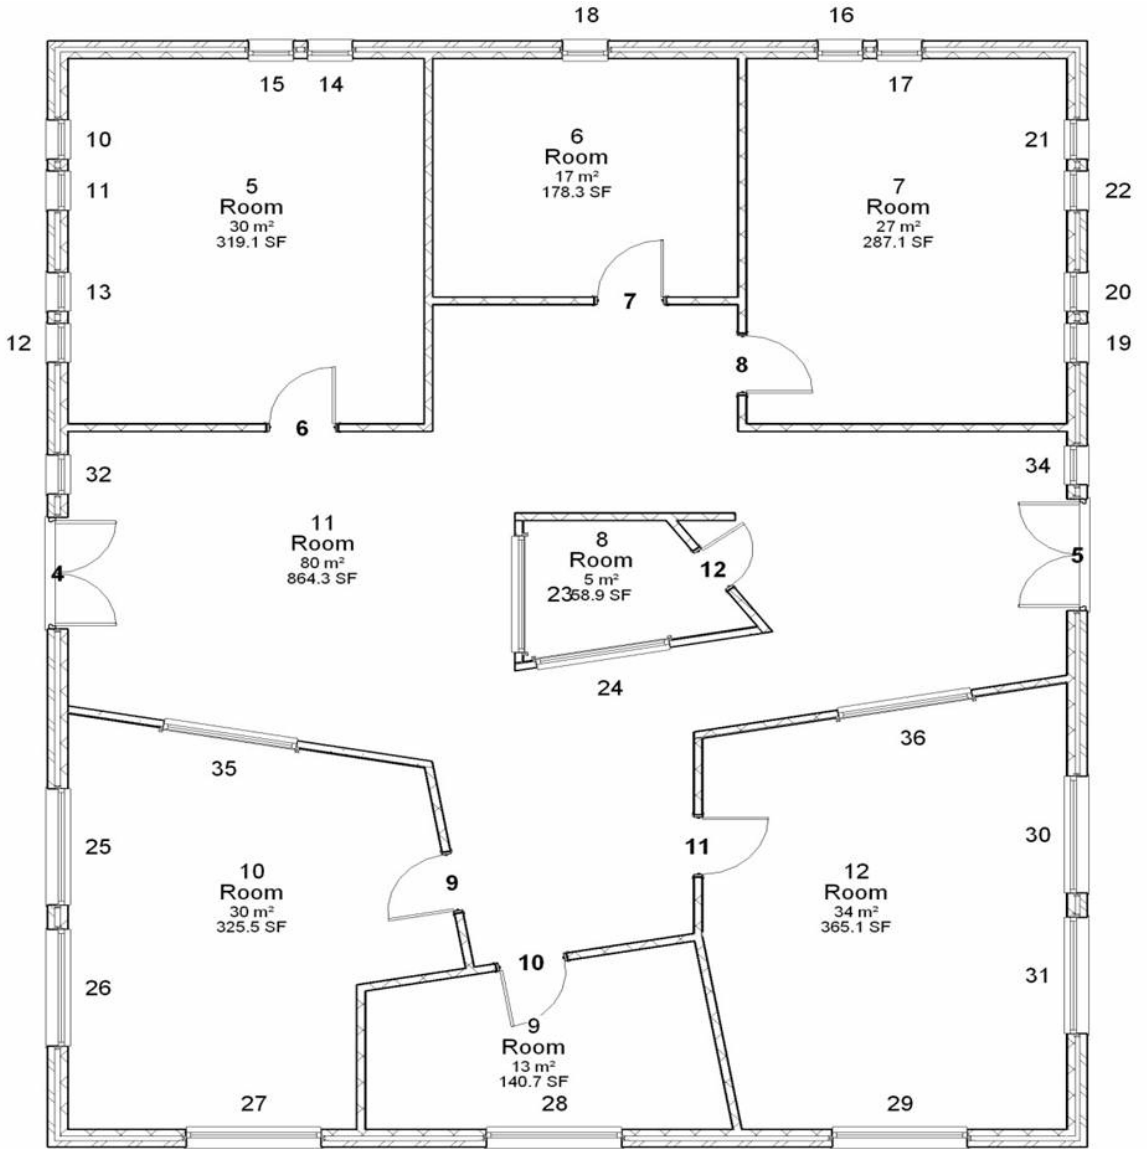 18
16
15
14
17
10
6
Room
17 m²
178.3 SF
21
11
5
Room
30 m²
319.1 SF
7
Room
27 m²
287.1 SF
22
13
7
20
12
8
19
6
32
34
11
Room
80 m²
864.3 SF
8
Room
5 m²
58.9 SF
23
12
4
5
24
35
36
25
9
11
30
10
Room
30 m²
325.5 SF
12
Room
34 m²
365.1 SF
26
10
31
9
Room
13 m²
140.7 SF
27
28
29